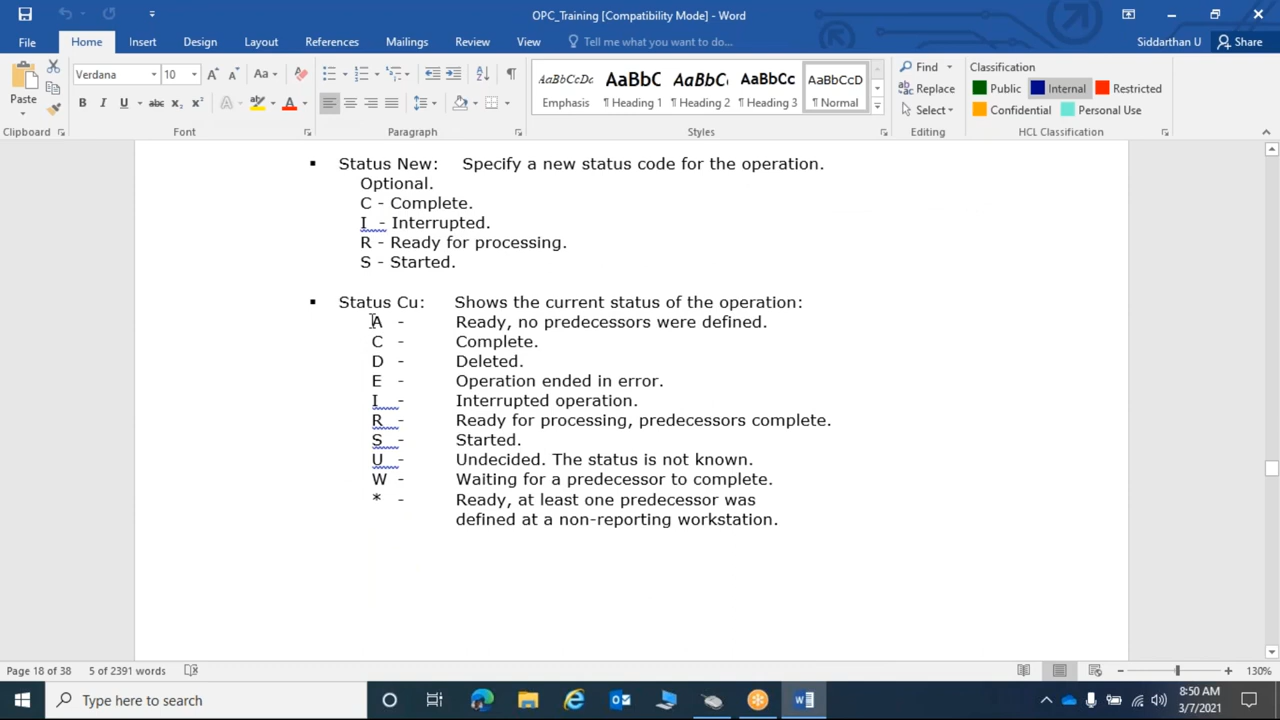 OPC_Training [Compatibility Mode] - Word
File Home Insert Design Layout References Mailings Review View Tell me what you want to do... Siddarthan U Share
Verdana 10 Aa
Paste
B I U abc x₂ x² A A
AaBbCcDc AaBbC AaBbC AaBbCc AaBbCcD
Emphasis ¶ Heading 1 ¶ Heading 2 ¶ Heading 3 ¶ Normal
Find
Replace
Select
Classification
Public Internal Restricted
Confidential Personal Use
Clipboard Font Paragraph Styles Editing HCL Classification
▪ Status New: Specify a new status code for the operation.
Optional.
C - Complete.
I - Interrupted.
R - Ready for processing.
S - Started.
▪ Status Cu: Shows the current status of the operation:
A - Ready, no predecessors were defined.
C - Complete.
D - Deleted.
E - Operation ended in error.
I - Interrupted operation.
R - Ready for processing, predecessors complete.
S - Started.
U - Undecided. The status is not known.
W - Waiting for a predecessor to complete.
* - Ready, at least one predecessor was
defined at a non-reporting workstation.
Page 18 of 38 5 of 2391 words 130%
Type here to search
8:50 AM
3/7/2021